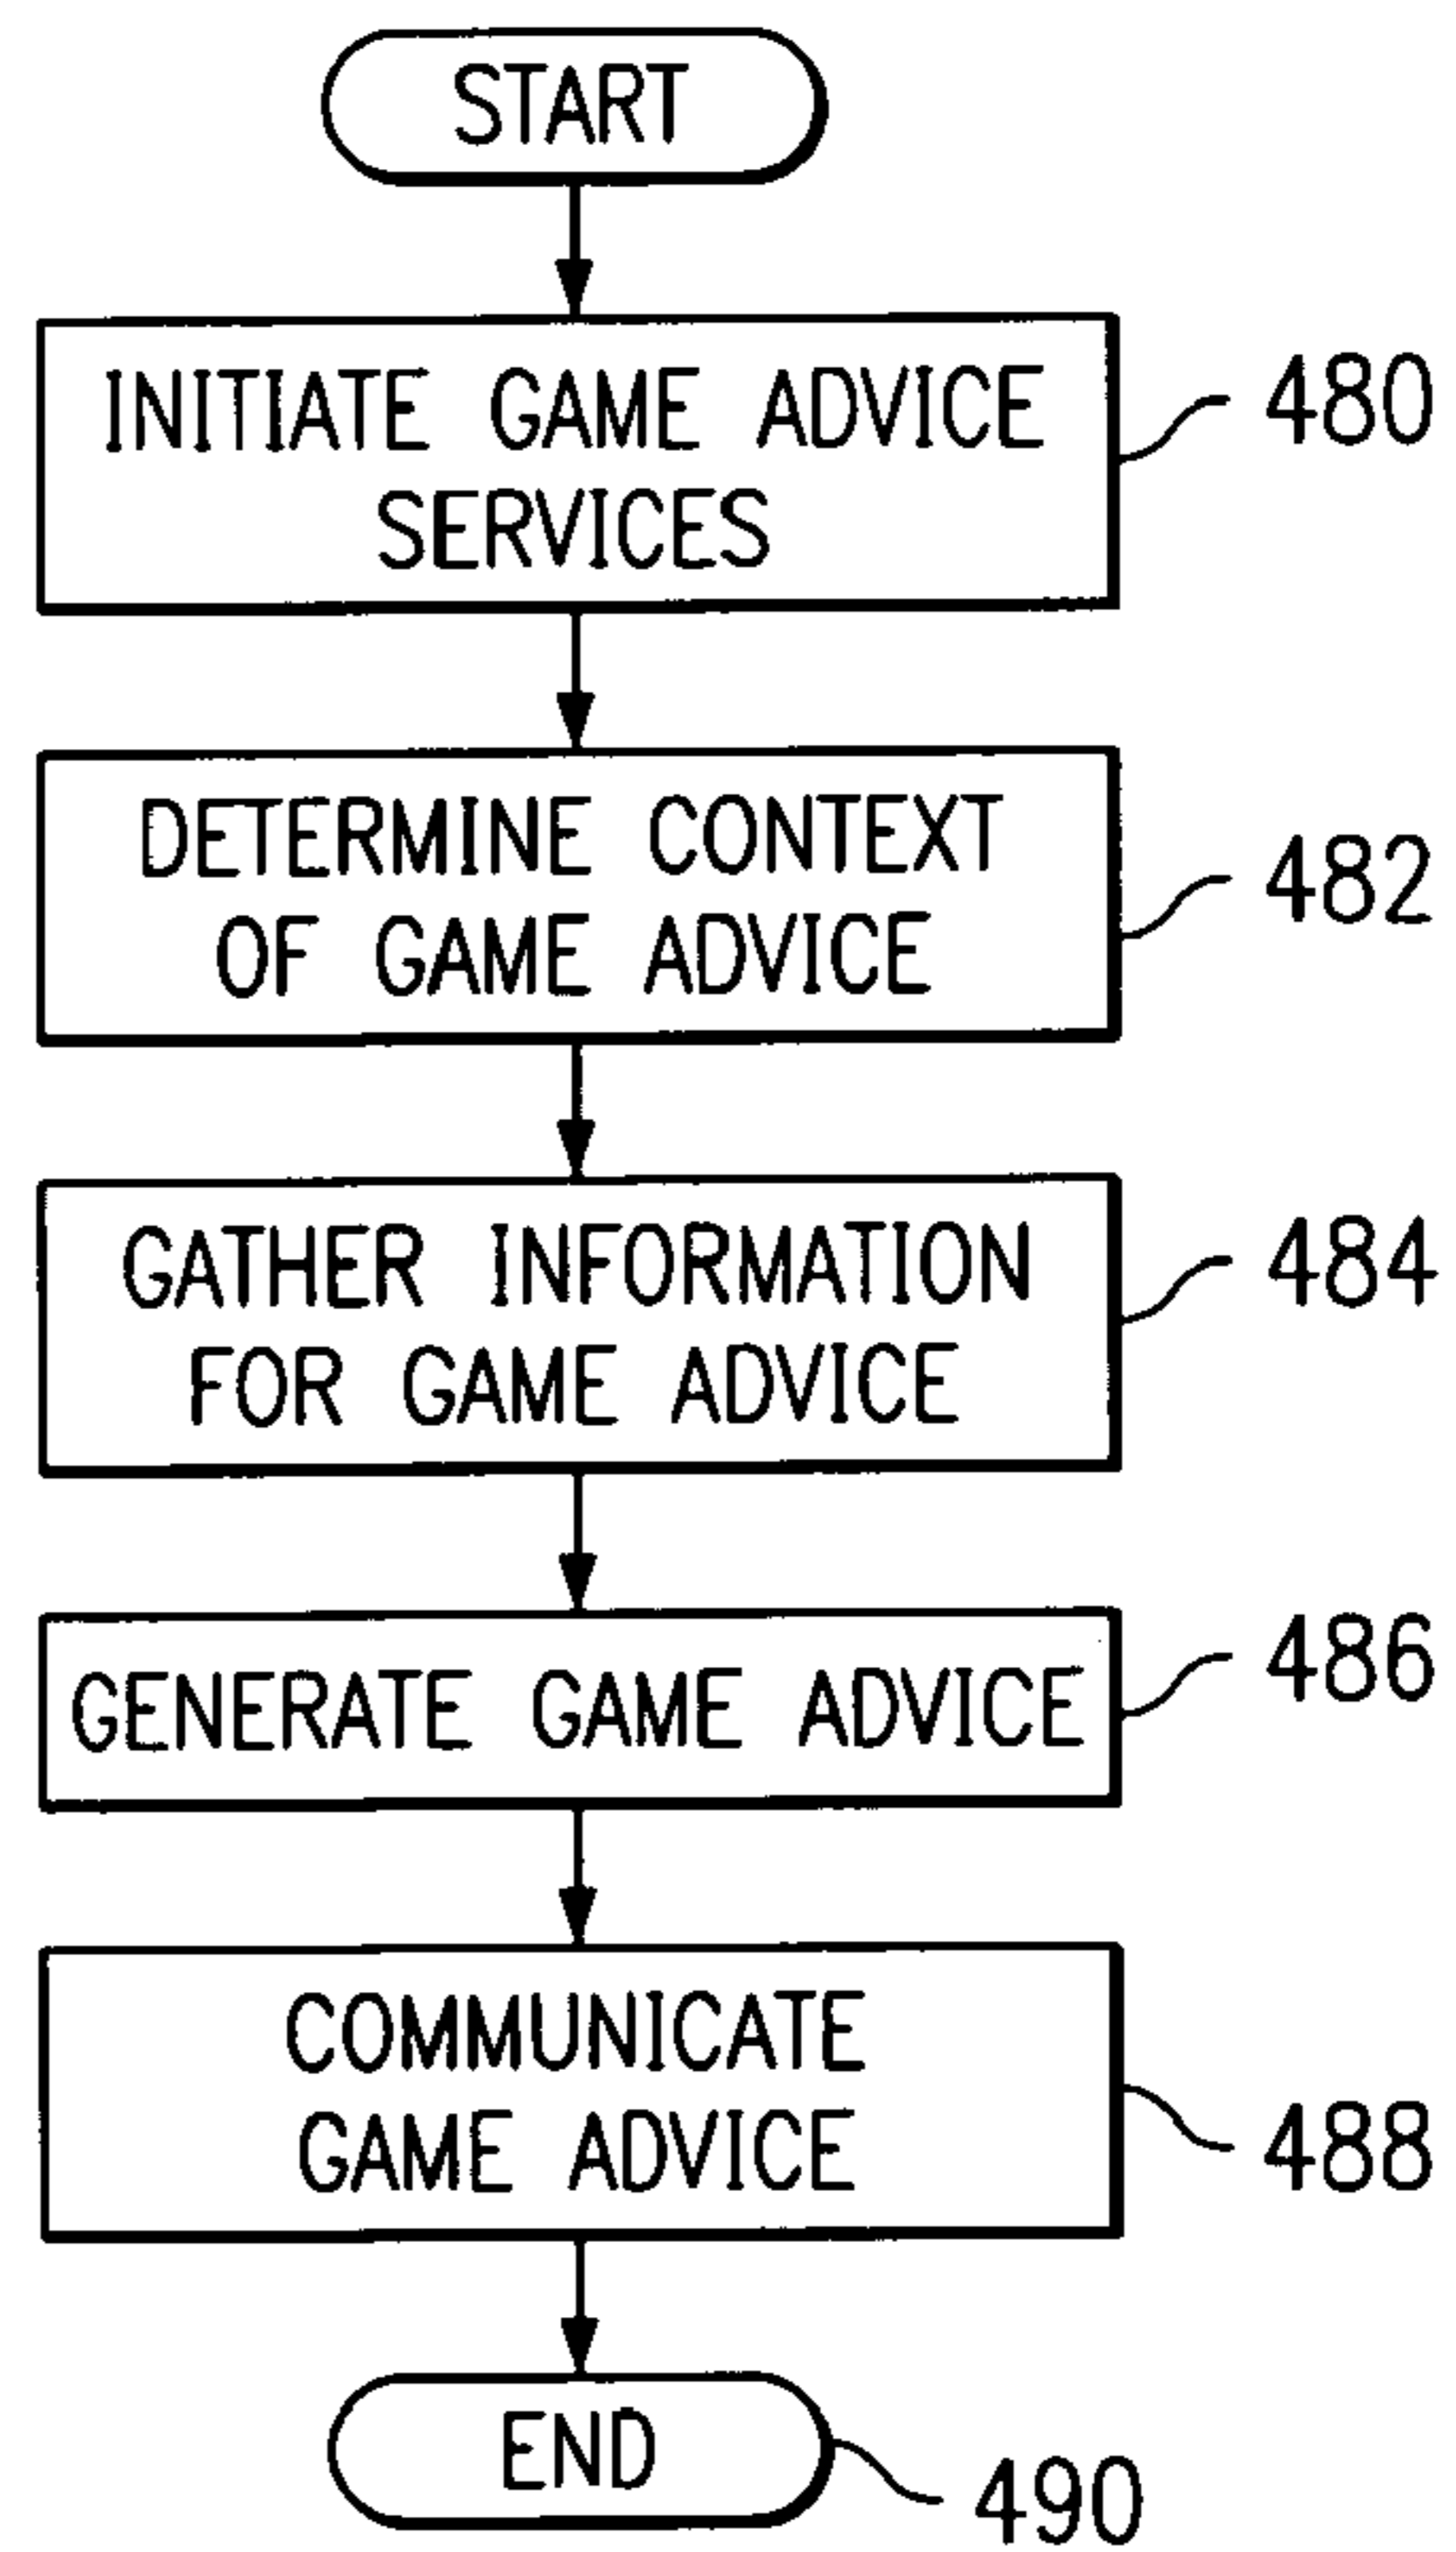 START
INITIATE GAME ADVICE
SERVICES
480
DETERMINE CONTEXT
OF GAME ADVICE
482
GATHER INFORMATION
FOR GAME ADVICE
484
GENERATE GAME ADVICE
486
COMMUNICATE
GAME ADVICE
488
END
490